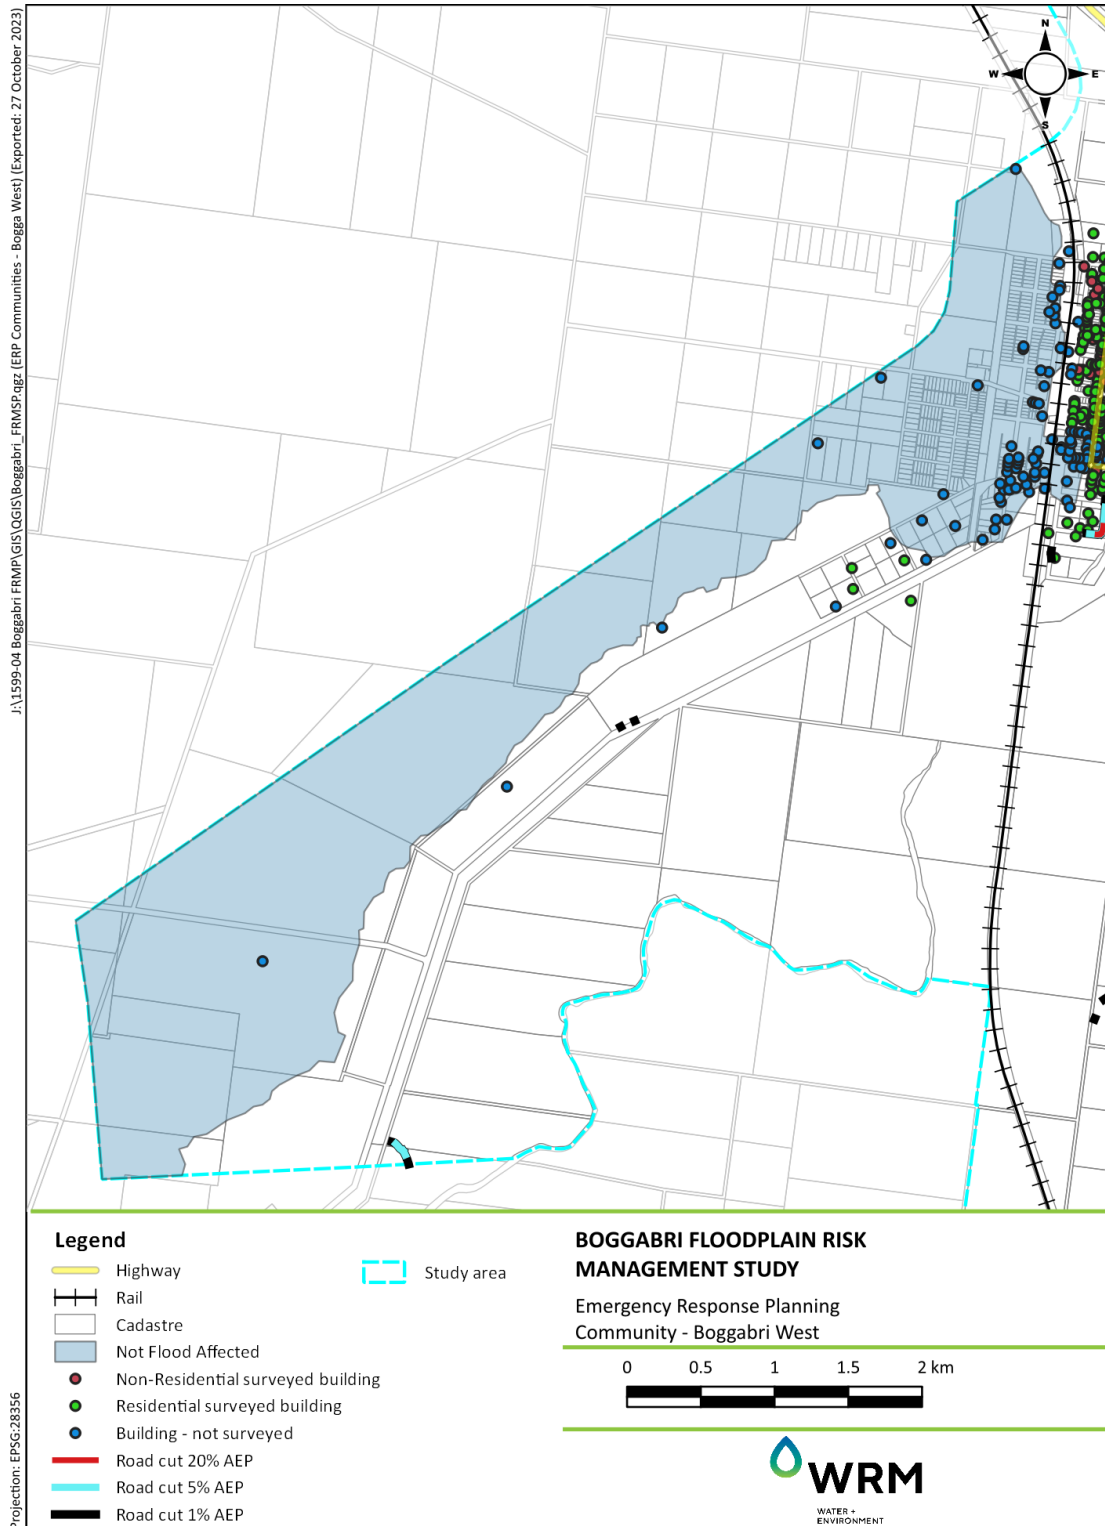 J:\1599-04 Boggabri FRMP\GIS\QGIS\Boggabri_FRMSP.qgz (ERP Communities - Bogga West) (Exported: 27 October 2023)
N
W
E
S
Legend
Highway
Rail
Cadastre
Not Flood Affected
Non-Residential surveyed building
Residential surveyed building
Building - not surveyed
Road cut 20% AEP
Road cut 5% AEP
Road cut 1% AEP
Study area
BOGGABRI FLOODPLAIN RISK
MANAGEMENT STUDY
Emergency Response Planning
Community - Boggabri West
0 0.5 1 1.5 2 km
WRM
WATER +
ENVIRONMENT
Projection: EPSG:28356